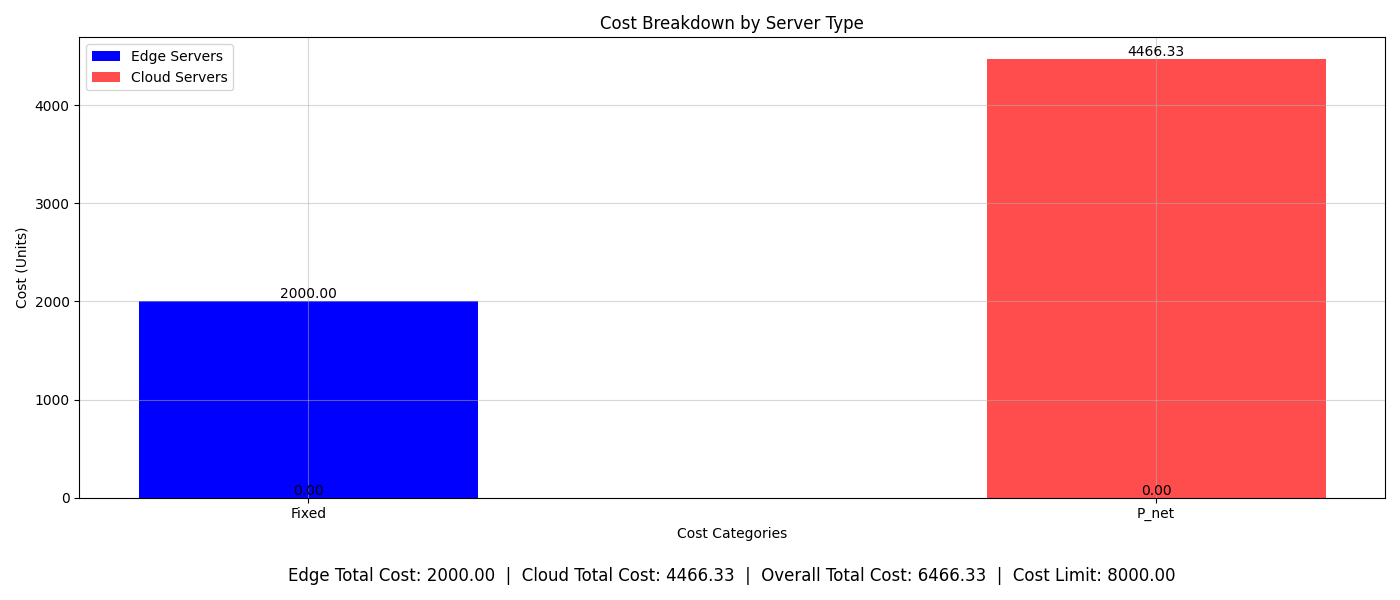 Cost Breakdown by Server Type
Edge Servers
Cloud Servers
4466.33
4000
3000
2000.00
2000
1000
0.00
0.00
0
Cost (Units)
Fixed
P_net
Cost Categories
Edge Total Cost: 2000.00 | Cloud Total Cost: 4466.33 | Overall Total Cost: 6466.33 | Cost Limit: 8000.00